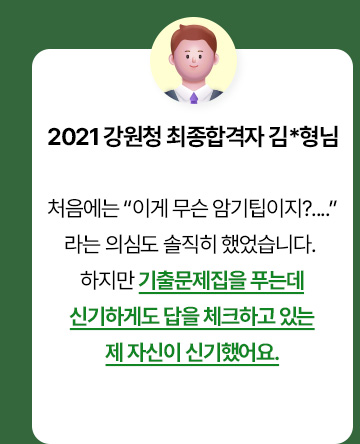 2021 강원청 최종합격자 김*형님
처음에는 “이게 무슨 암기팁이지?....”
라는 의심도 솔직히 했었습니다.
하지만 기출문제집을 푸는데
신기하게도 답을 체크하고 있는
제 자신이 신기했어요.